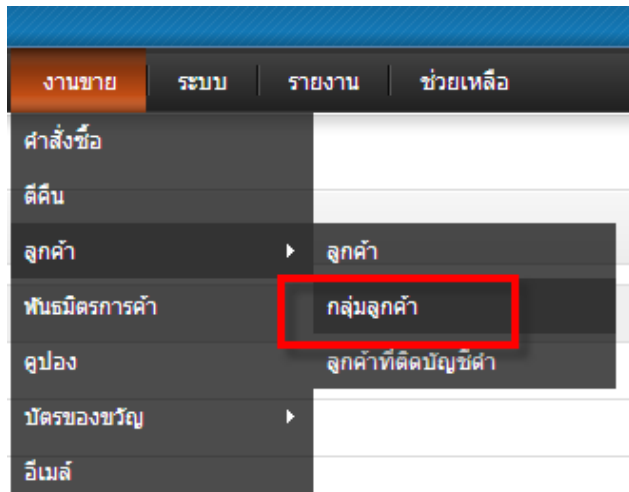 งานขาย ระบบ รายงาน ช่วยเหลือ
คำสั่งซื้อ
ตีคืน
ลูกค้า ลูกค้า
พันธมิตรการค้า กลุ่มลูกค้า
คูปอง ลูกค้าที่ติดบัญชีดำ
บัตรของขวัญ
อีเมล์